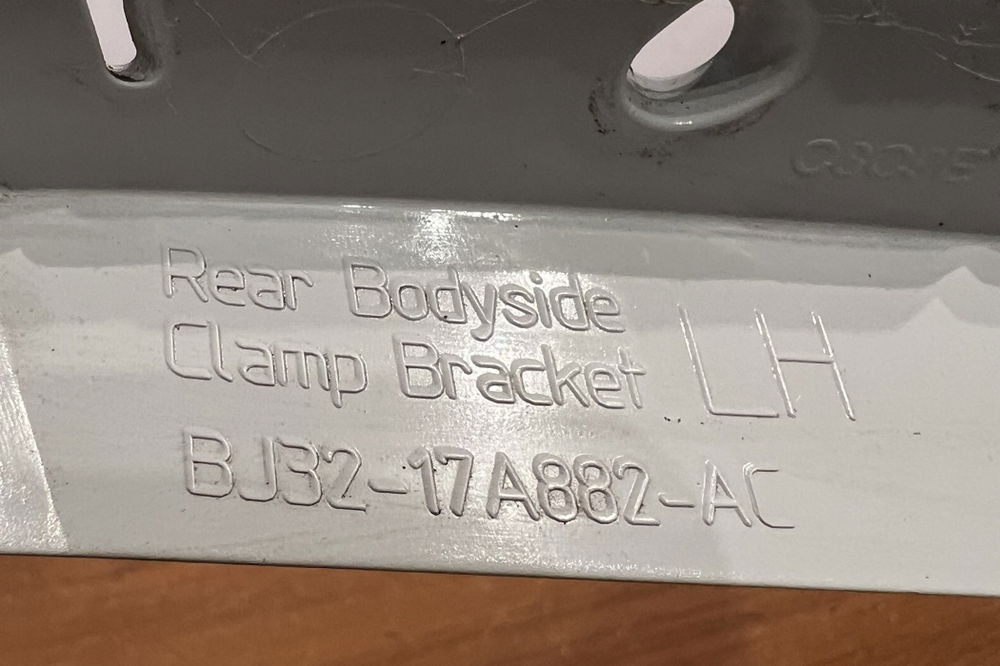 Rear Bodyside
Clamp Bracket LH
BJ32-17A882-AC